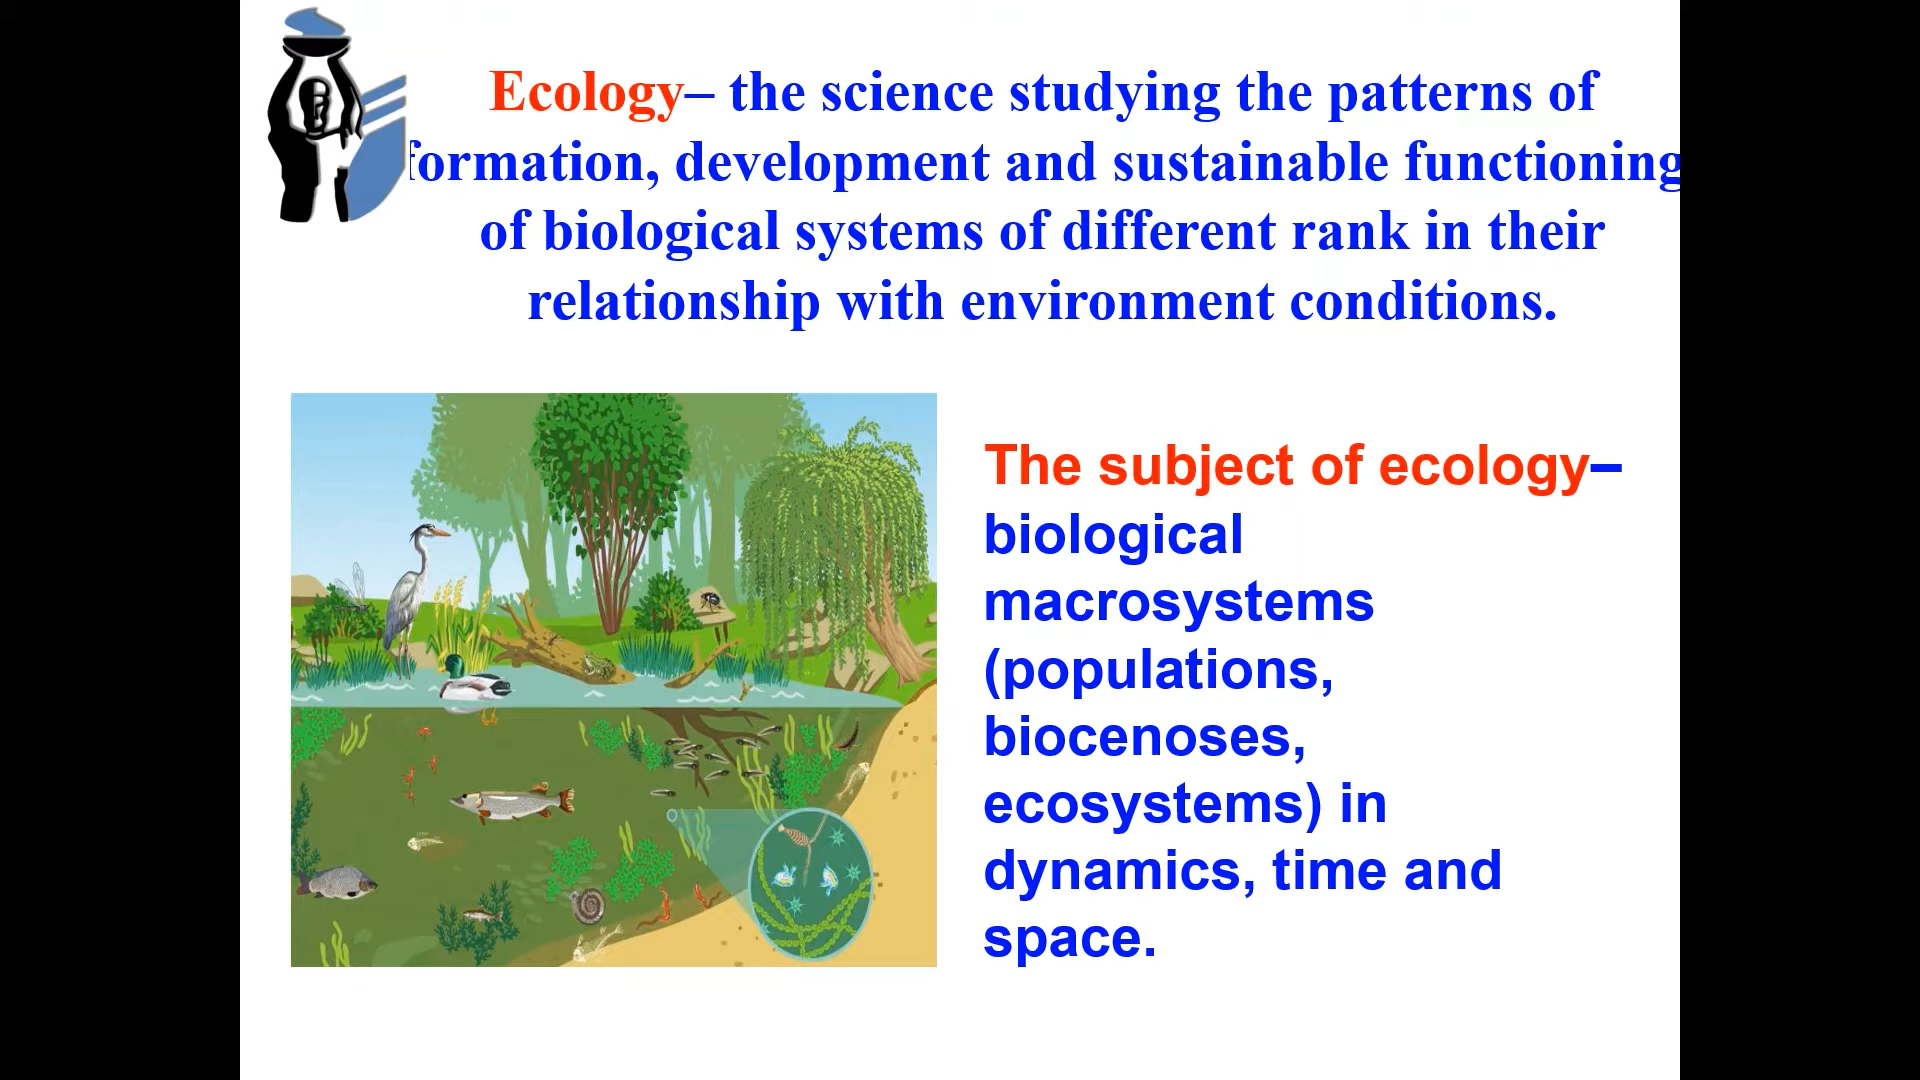 Ecology– the science studying the patterns of
formation, development and sustainable functioning
of biological systems of different rank in their
relationship with environment conditions.
The subject of ecology–
biological
macrosystems
(populations,
biocenoses,
ecosystems) in
dynamics, time and
space.